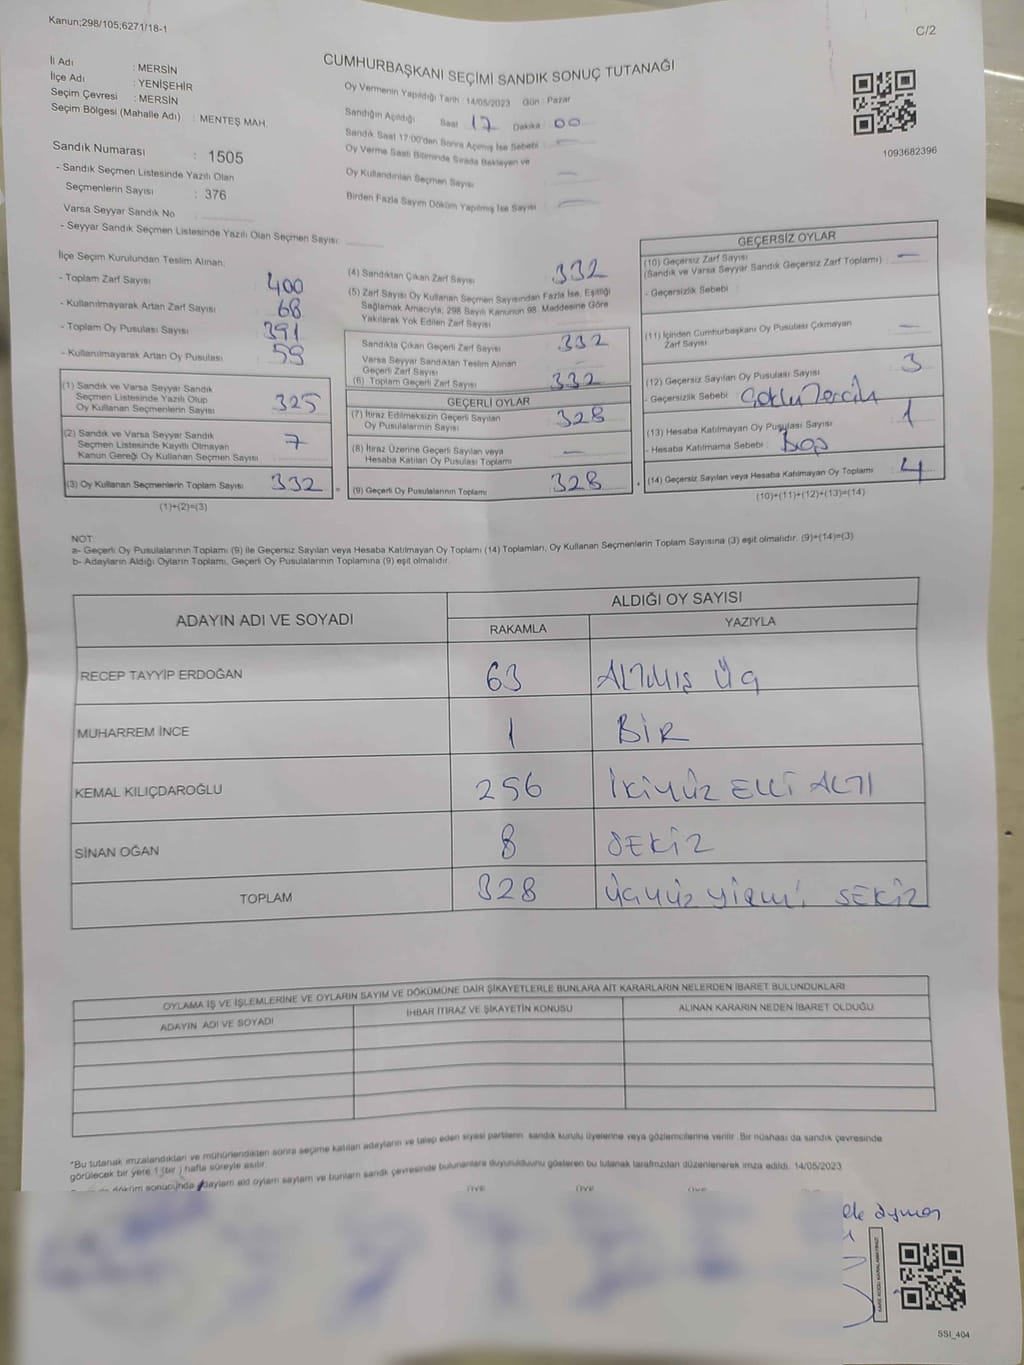 Kanun;298/105;6271/18-1
C/2
CUMHURBAŞKANI SEÇİMİ SANDIK SONUÇ TUTANAĞI
İl Adı : MERSİN
İlçe Adı : YENİŞEHİR
Seçim Çevresi : MERSİN
Seçim Bölgesi (Mahalle Adı) : MENTEŞ MAH.
Sandık Numarası : 1505
- Sandık Seçmen Listesinde Yazılı Olan
Seçmenlerin Sayısı : 376
Varsa Seyyar Sandık No
- Seyyar Sandık Seçmen Listesinde Yazılı Olan Seçmen Sayısı:
Oy Vermenin Yapıldığı Tarih : 14/05/2023 Gün : Pazar
Sandığın Açıldığı Saat 17 Dakika 00
Sandık Saat 17:00'den Sonra Açımış İse Sebebi : —
Oy Verme Saati Bitiminde Sırada Bekleyen ve
Oy Kullandırılan Seçmen Sayısı —
Birden Fazla Sayım Döküm Yapılmış İse Sayısı —
1093682396
İlçe Seçim Kurulundan Teslim Alınan;
- Toplam Zarf Sayısı : 400
- Kullanılmayarak Artan Zarf Sayısı : 68
- Toplam Oy Pusulası Sayısı : 391
- Kullanılmayarak Artan Oy Pusulası : 59
(1) Sandık ve Varsa Seyyar Sandık
Seçmen Listesinde Yazılı Olup
Oy Kullanan Seçmenlerin Sayısı : 325
(2) Sandık ve Varsa Seyyar Sandık
Seçmen Listesinde Kayıtlı Olmayan
Kanun Gereği Oy Kullanan Seçmen Sayısı : 7
(3) Oy Kullanan Seçmenlerin Toplam Sayısı : 332
(1)+(2)=(3)
(4) Sandıktan Çıkan Zarf Sayısı : 332
(5) Zarf Sayısı Oy Kullanan Seçmen Sayısından Fazla İse, Eşitliği
Sağlamak Amacıyla; 298 Sayılı Kanunun 98. Maddesine Göre
Yakılarak Yok Edilen Zarf Sayısı
Sandıkta Çıkan Geçerli Zarf Sayısı : 332
Varsa Seyyar Sandıktan Teslim Alınan
Geçerli Zarf Sayısı : —
(6) Toplam Geçerli Zarf Sayısı : 332
GEÇERLİ OYLAR
(7) İtiraz Edilmeksizin Geçerli Sayılan
Oy Pusulalarının Sayısı : 328
(8) İtiraz Üzerine Geçerli Sayılan veya
Hesaba Katılan Oy Pusulası Toplamı : —
(9) Geçerli Oy Pusulalarının Toplamı : 328
GEÇERSİZ OYLAR
(10) Geçersiz Zarf Sayısı
(Sandık ve Varsa Seyyar Sandık Geçersiz Zarf Toplamı) : —
- Geçersizlik Sebebi :
(11) İçinden Cumhurbaşkanı Oy Pusulası Çıkmayan
Zarf Sayısı : —
(12) Geçersiz Sayılan Oy Pusulası Sayısı : 3
- Geçersizlik Sebebi : Çoklu Tercih
(13) Hesaba Katılmayan Oy Pusulası Sayısı : 1
- Hesaba Katılmama Sebebi : Boş
(14) Geçersiz Sayılan veya Hesaba Katılmayan Oy Toplamı : 4
(10)+(11)+(12)+(13)=(14)
NOT:
a- Geçerli Oy Pusulalarının Toplamı (9) ile Geçersiz Sayılan veya Hesaba Katılmayan Oy Toplamı (14) Toplamları, Oy Kullanan Seçmenlerin Toplam Sayısına (3) eşit olmalıdır. (9)+(14)=(3)
b- Adayların Aldığı Oyların Toplamı, Geçerli Oy Pusulalarının Toplamına (9) eşit olmalıdır.
ADAYIN ADI VE SOYADI ALDIĞI OY SAYISI
RAKAMLA YAZIYLA
RECEP TAYYİP ERDOĞAN 63 ALTMIŞ ÜÇ
MUHARREM İNCE 1 BİR
KEMAL KILIÇDAROĞLU 256 İKİYÜZ ELLİ ALTI
SİNAN OĞAN 8 SEKİZ
TOPLAM 328 ÜÇYÜZ YİRMİ SEKİZ
OYLAMA İŞ VE İŞLEMLERİNE VE OYLARIN SAYIM VE DÖKÜMÜNE DAİR ŞİKAYETLERLE BUNLARA AİT KARARLARIN NELERDEN İBARET BULUNDUKLARI
ADAYIN ADI VE SOYADI İHBAR İTİRAZ VE ŞİKAYETİN KONUSU ALINAN KARARIN NEDEN İBARET OLDUĞU
*Bu tutanak imzalandıktan ve mühürlendikten sonra seçime katılan adayların ve talep eden siyasi partilerin sandık kurulu üyelerine veya gözlemcilerine verilir. Bir nüshası da sandık çevresinde
görülecek bir yere 1 (bir ) hafta süreyle asılır.
döküm sonucunda adayların oyların sayıların ve bunların sandık çevresinde bulunanlara duyurulduğunu gösteren bu tutanak tarafımızdan düzenlenerek imza edildi. 14/05/2023
ÜYE ÜYE ÜYE
SSI_404